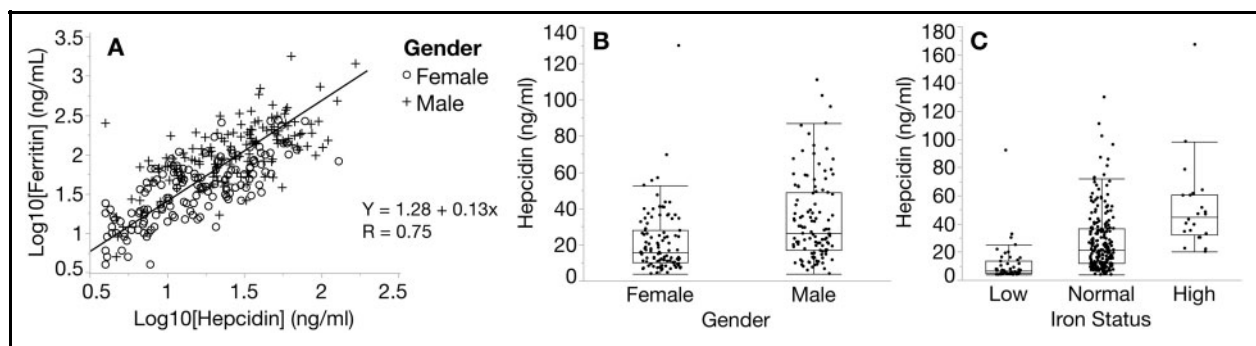 A
Gender
Female
Male
Log10[Ferritin] (ng/mL)
3.5
3
2.5
2
1.5
1
0.5
Y = 1.28 + 0.13x
R = 0.75
0.5 1 1.5 2 2.5
Log10[Hepcidin] (ng/ml)
B
Hepcidin (ng/ml)
140
120
100
80
60
40
20
0
Female Male
Gender
C
Hepcidin (ng/ml)
180
160
140
120
100
80
60
40
20
0
Low Normal High
Iron Status